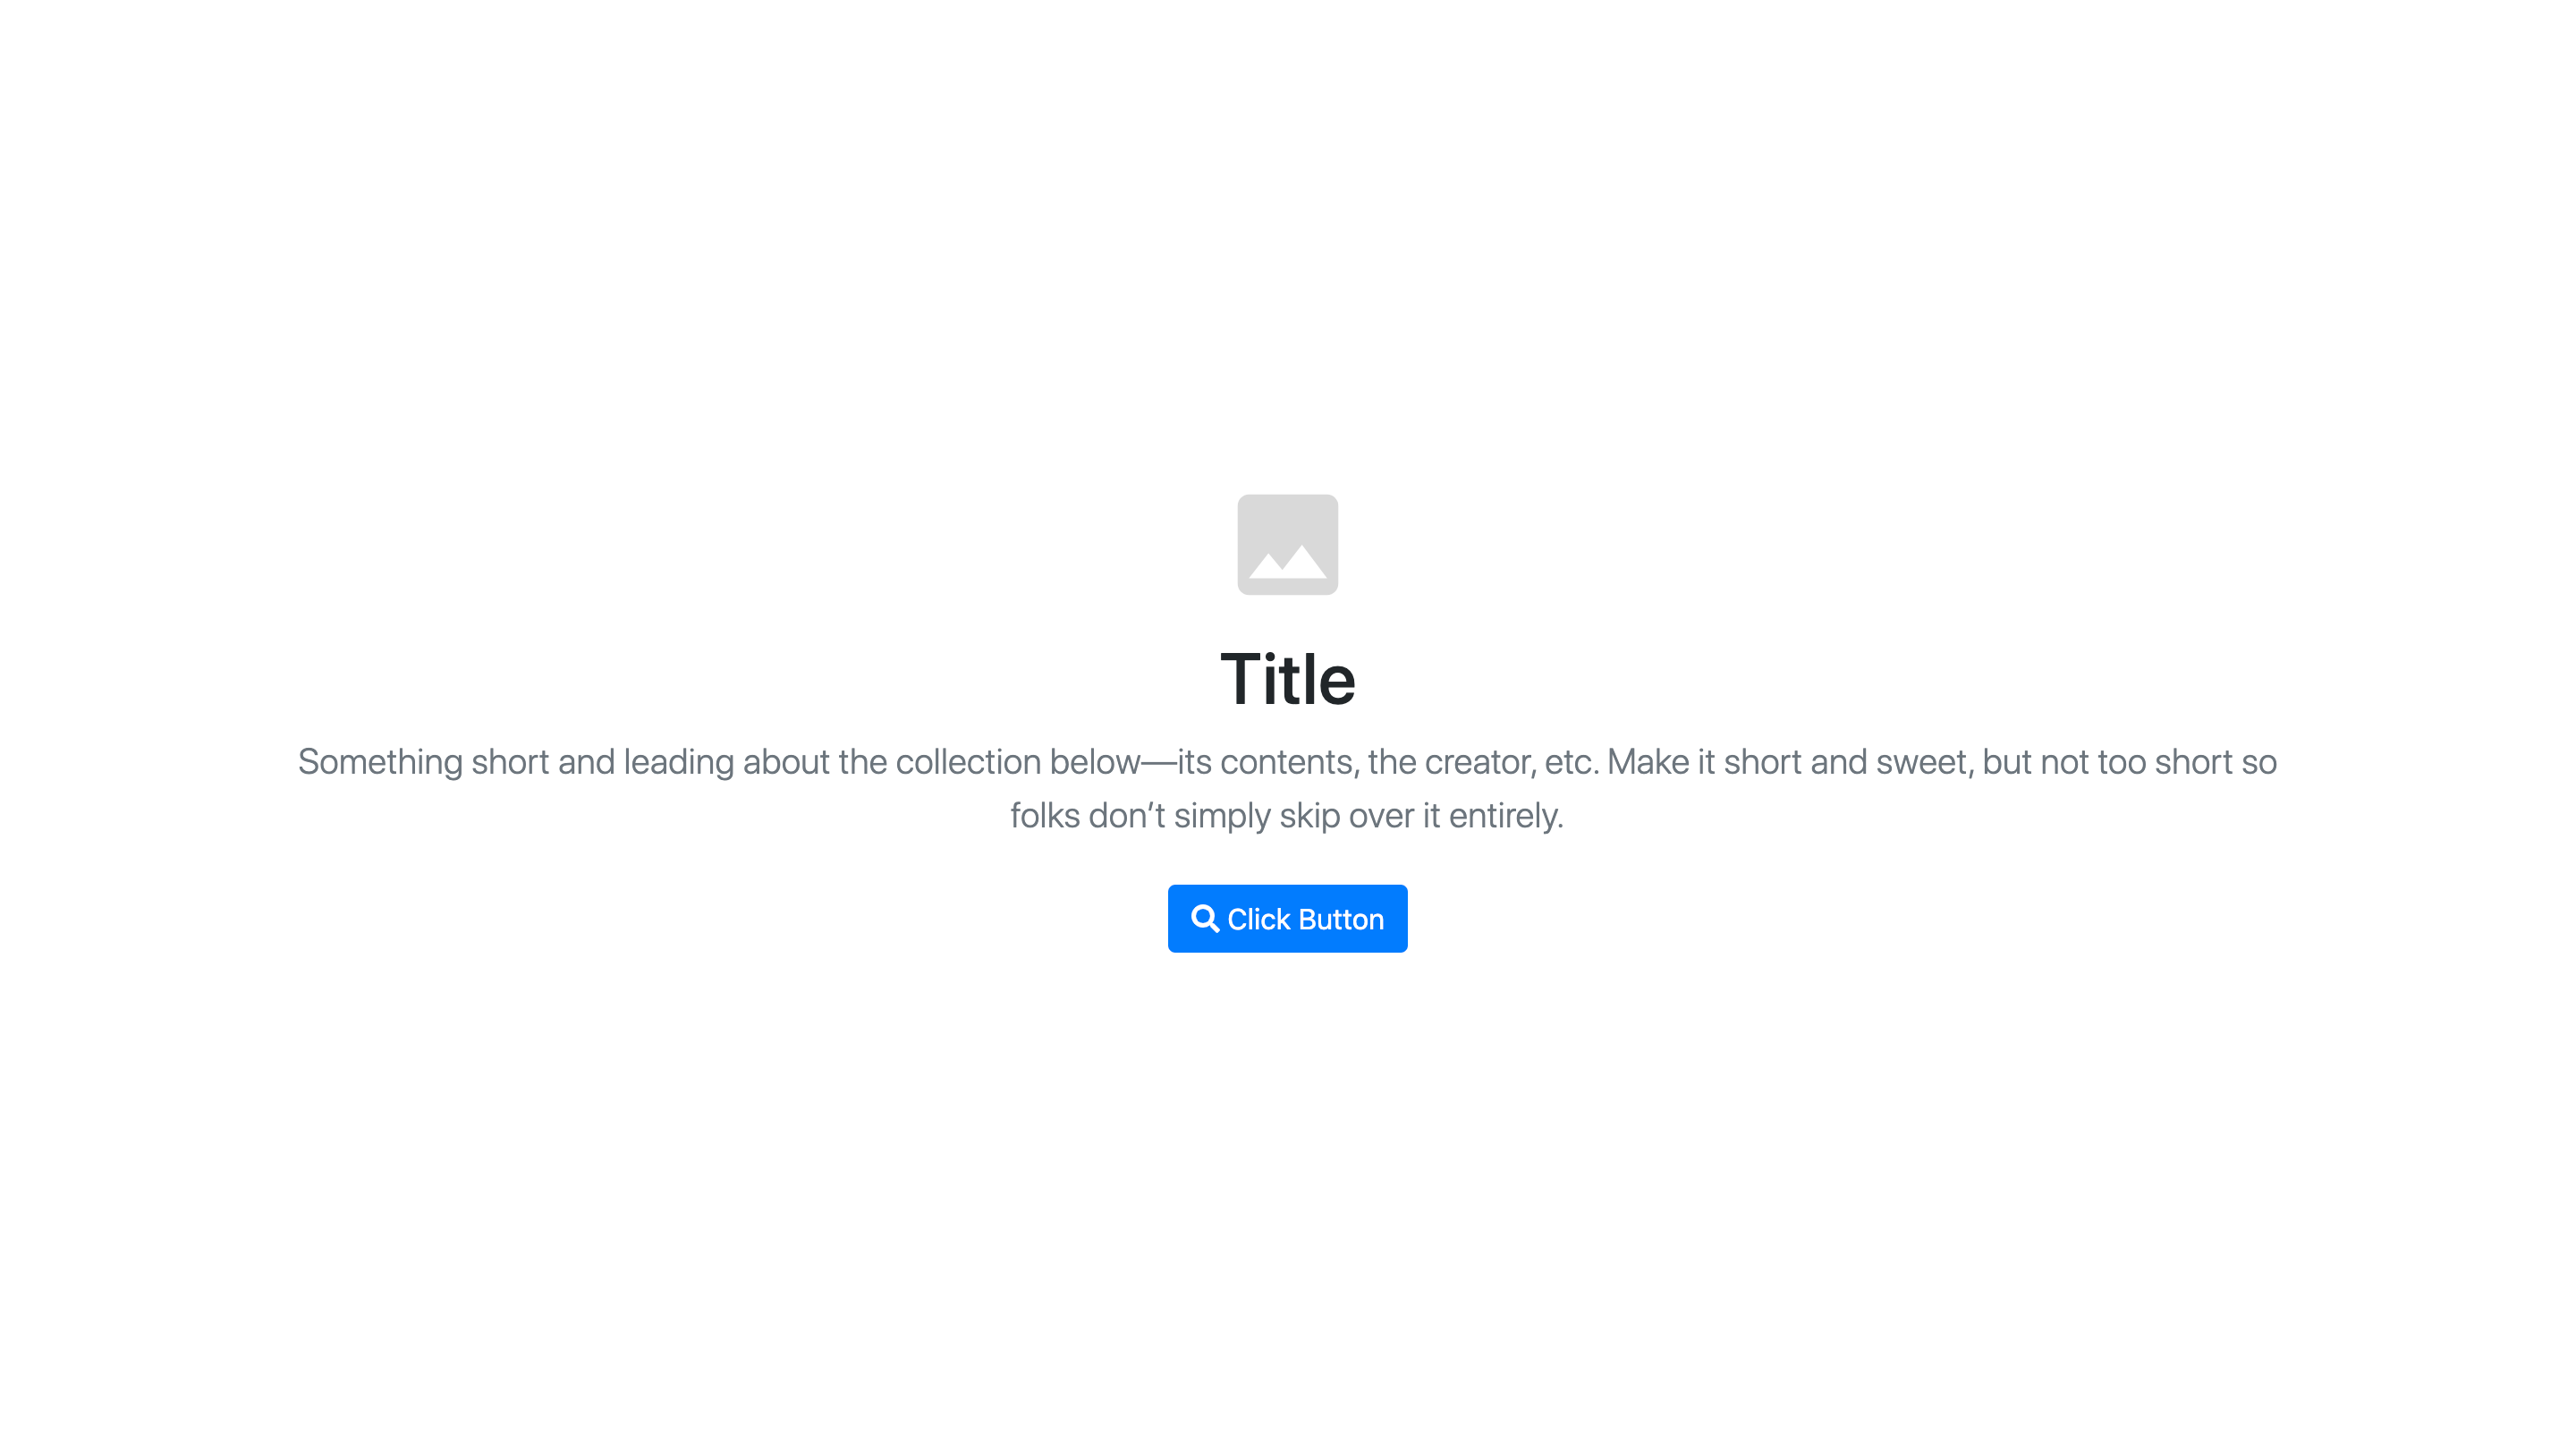 Title
Something short and leading about the collection below—its contents, the creator, etc. Make it short and sweet, but not too short so
folks don’t simply skip over it entirely.
Click Button